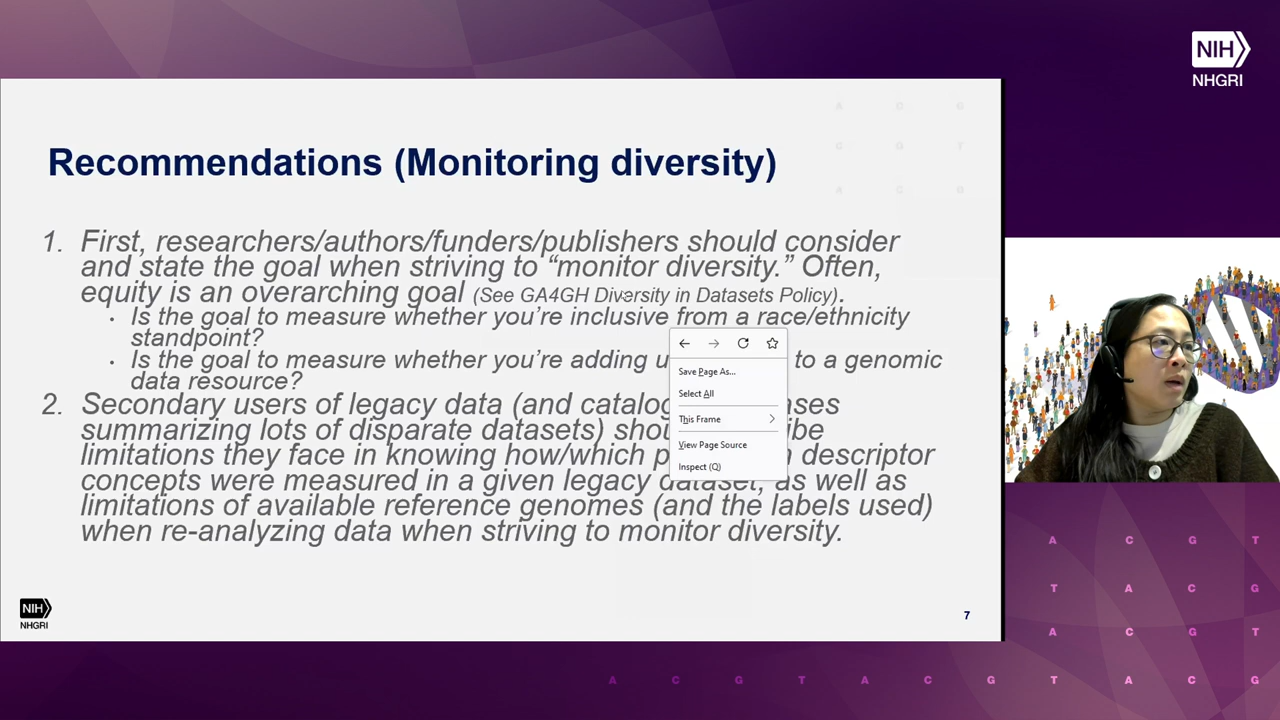 NIH
NHGRI
Recommendations (Monitoring diversity)
1. First, researchers/authors/funders/publishers should consider
and state the goal when striving to “monitor diversity.” Often,
equity is an overarching goal (See GA4GH Diversity in Datasets Policy).
· Is the goal to measure whether you’re inclusive from a race/ethnicity
standpoint?
· Is the goal to measure whether you’re adding u to a genomic
data resource?
2. Secondary users of legacy data (and catalog ases
summarizing lots of disparate datasets) shou ibe
limitations they face in knowing how/which p n descriptor
concepts were measured in a given legacy dataset, as well as
limitations of available reference genomes (and the labels used)
when re-analyzing data when striving to monitor diversity.
Save Page As...
Select All
This Frame
View Page Source
Inspect (Q)
NIH
NHGRI
7
A C G T
T A C G
A C G T
A C G T A C G T A C G